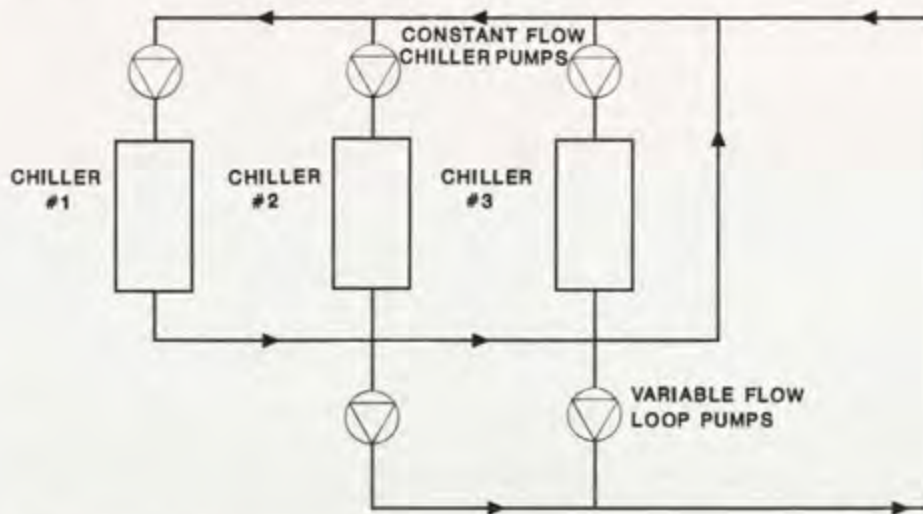 CONSTANT FLOW
CHILLER PUMPS
CHILLER
#1
CHILLER
#2
CHILLER
#3
VARIABLE FLOW
LOOP PUMPS